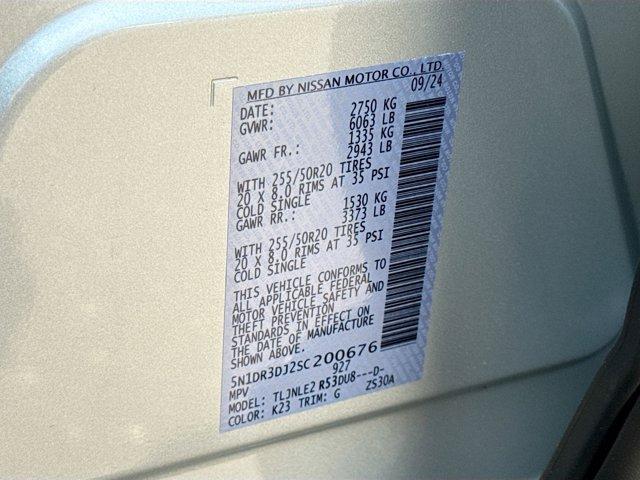 MFD BY NISSAN MOTOR CO., LTD.
DATE: 09/24
GVWR: 2750 KG
6063 LB
GAWR FR.: 1335 KG
2943 LB
WITH 255/50R20 TIRES
20 X 8.0 RIMS AT 35 PSI
COLD SINGLE
GAWR RR.: 1530 KG
3373 LB
WITH 255/50R20 TIRES
20 X 8.0 RIMS AT 35 PSI
COLD SINGLE
THIS VEHICLE CONFORMS TO
ALL APPLICABLE FEDERAL
MOTOR VEHICLE SAFETY AND
THEFT PREVENTION
STANDARDS IN EFFECT ON
THE DATE OF MANUFACTURE
SHOWN ABOVE.
5N1DR3DJ2SC200676
MPV 927
MODEL: TLJNLE2 R53DU8---D-
COLOR: K23 TRIM: G ZS30A